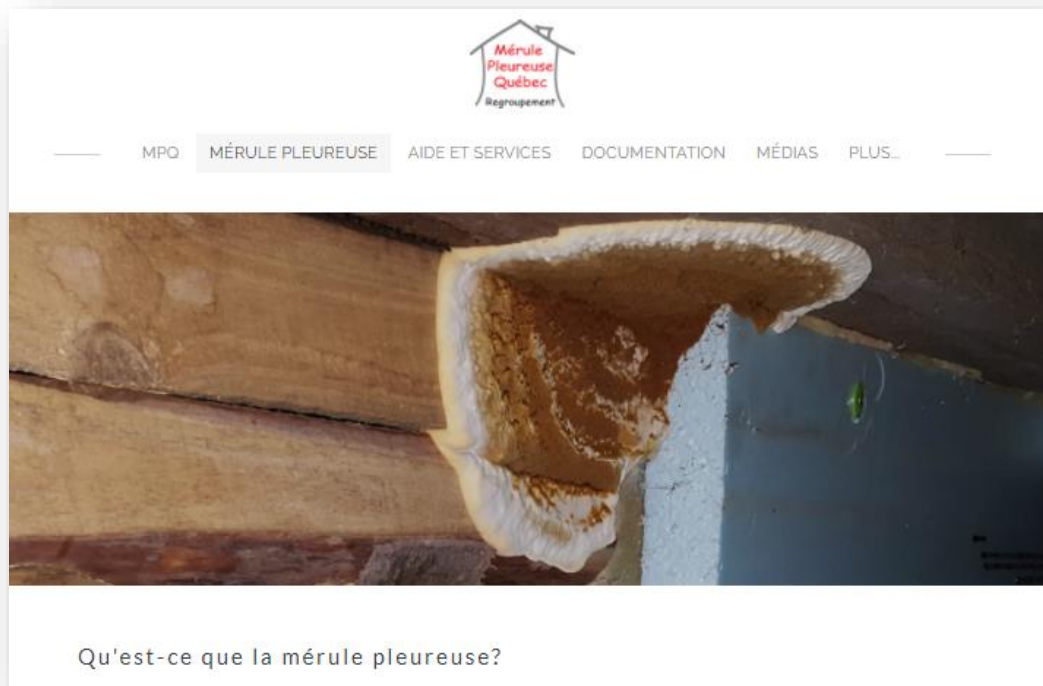 Mérule
Pleureuse
Québec
Regroupement
MPQ MÉRULE PLEUREUSE AIDE ET SERVICES DOCUMENTATION MÉDIAS PLUS...
Qu'est-ce que la mérule pleureuse?